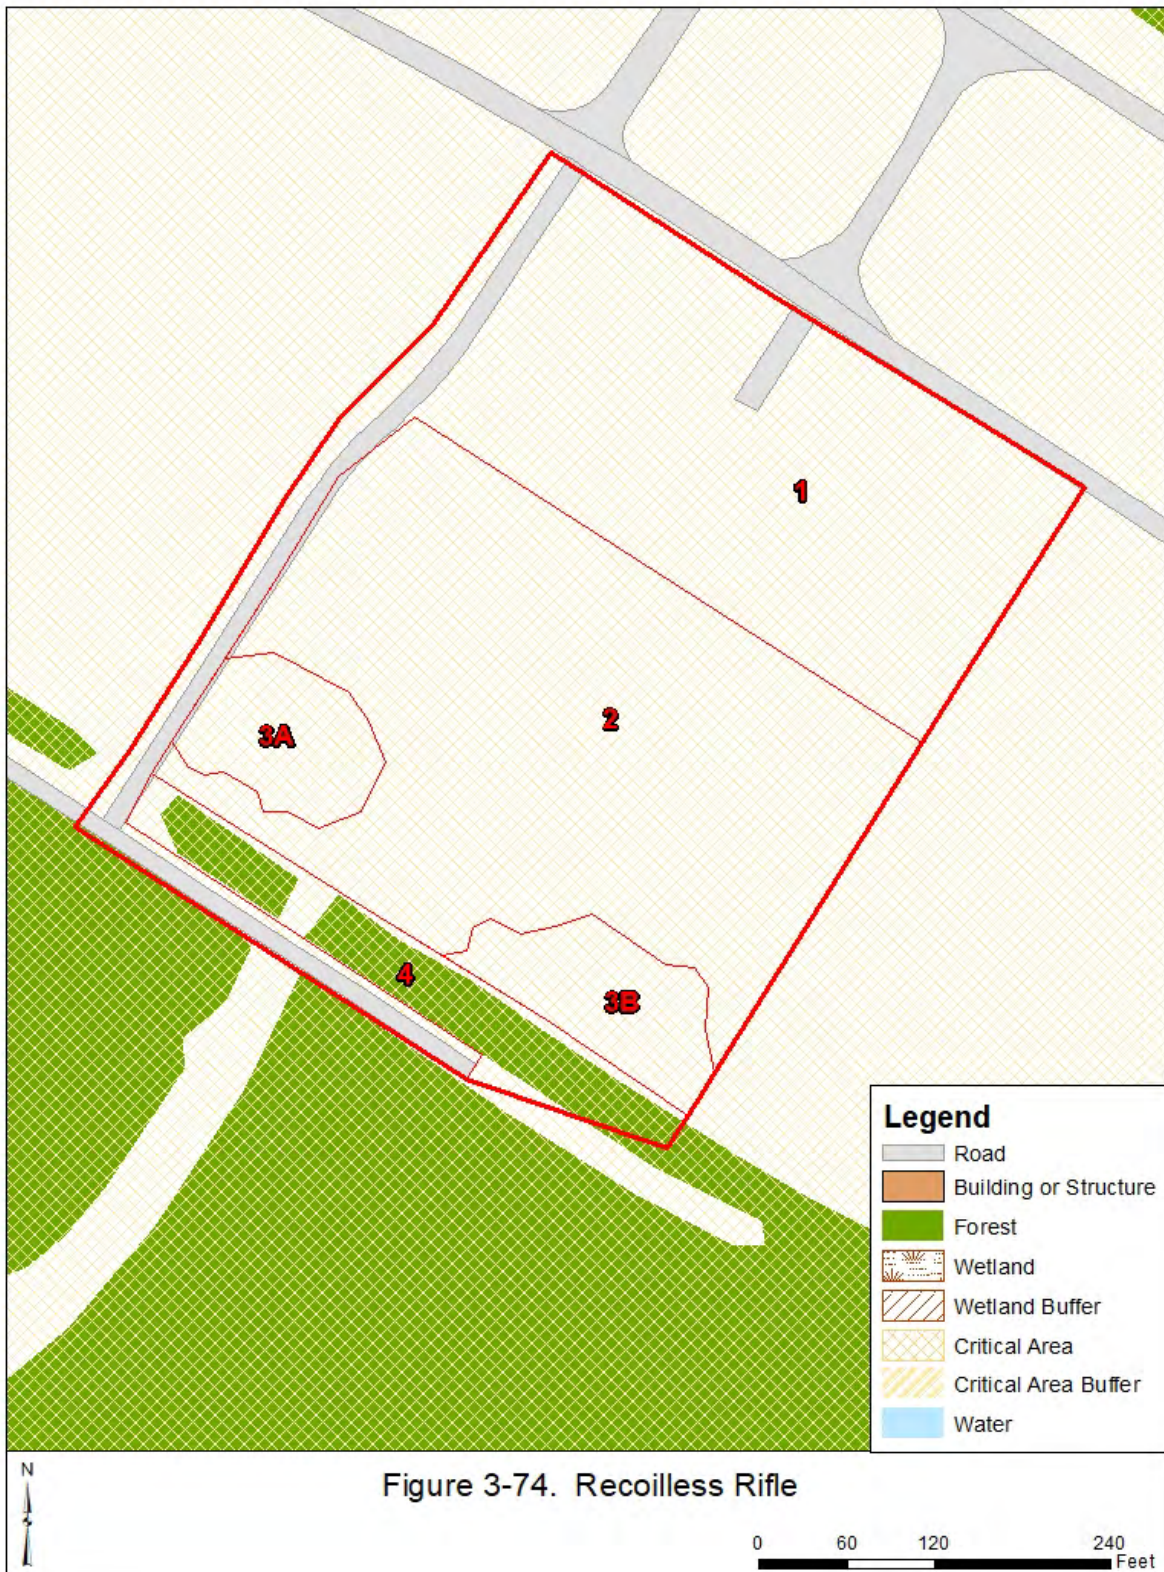 1
2
3A
4
3B
Legend
Road
Building or Structure
Forest
Wetland
Wetland Buffer
Critical Area
Critical Area Buffer
Water
N
Figure 3-74. Recoilless Rifle
0 60 120 240
Feet